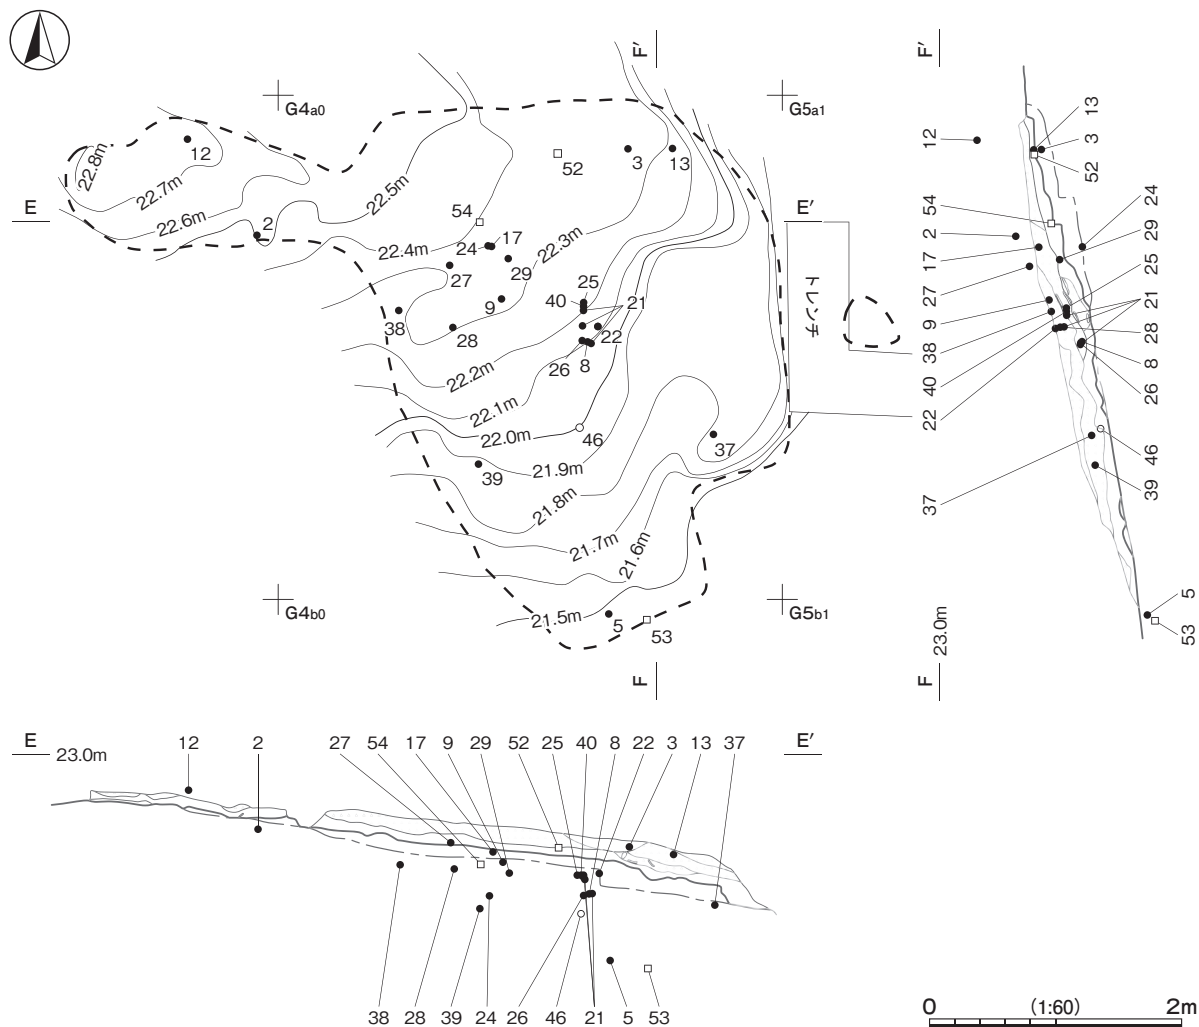 F′
F′
G4a0
G5a1
13
12
3
12
52
3
13
22.8m
52
22.7m
24
22.5m
54
E
E′
22.6m
54
2
2
29
17
22.4m
24
22.3m
17
29
25
27
トレンチ
27
25
21
9
40
21
38
9
28
28
22
38
8
22.2m
26
8
40
26
22.1m
22
22.0m
46
46
37
21.9m
39
39
37
21.8m
21.7m
21.6m
G4b0
G5b1
5
21.5m
5
53
23.0m
53
F
F
E
23.0m
12
2
27
54
17
9
29
52
25
40
8
22
3
13
37
E′
38
28
39
24
26
46
21
5
53
0
(1:60)
2m